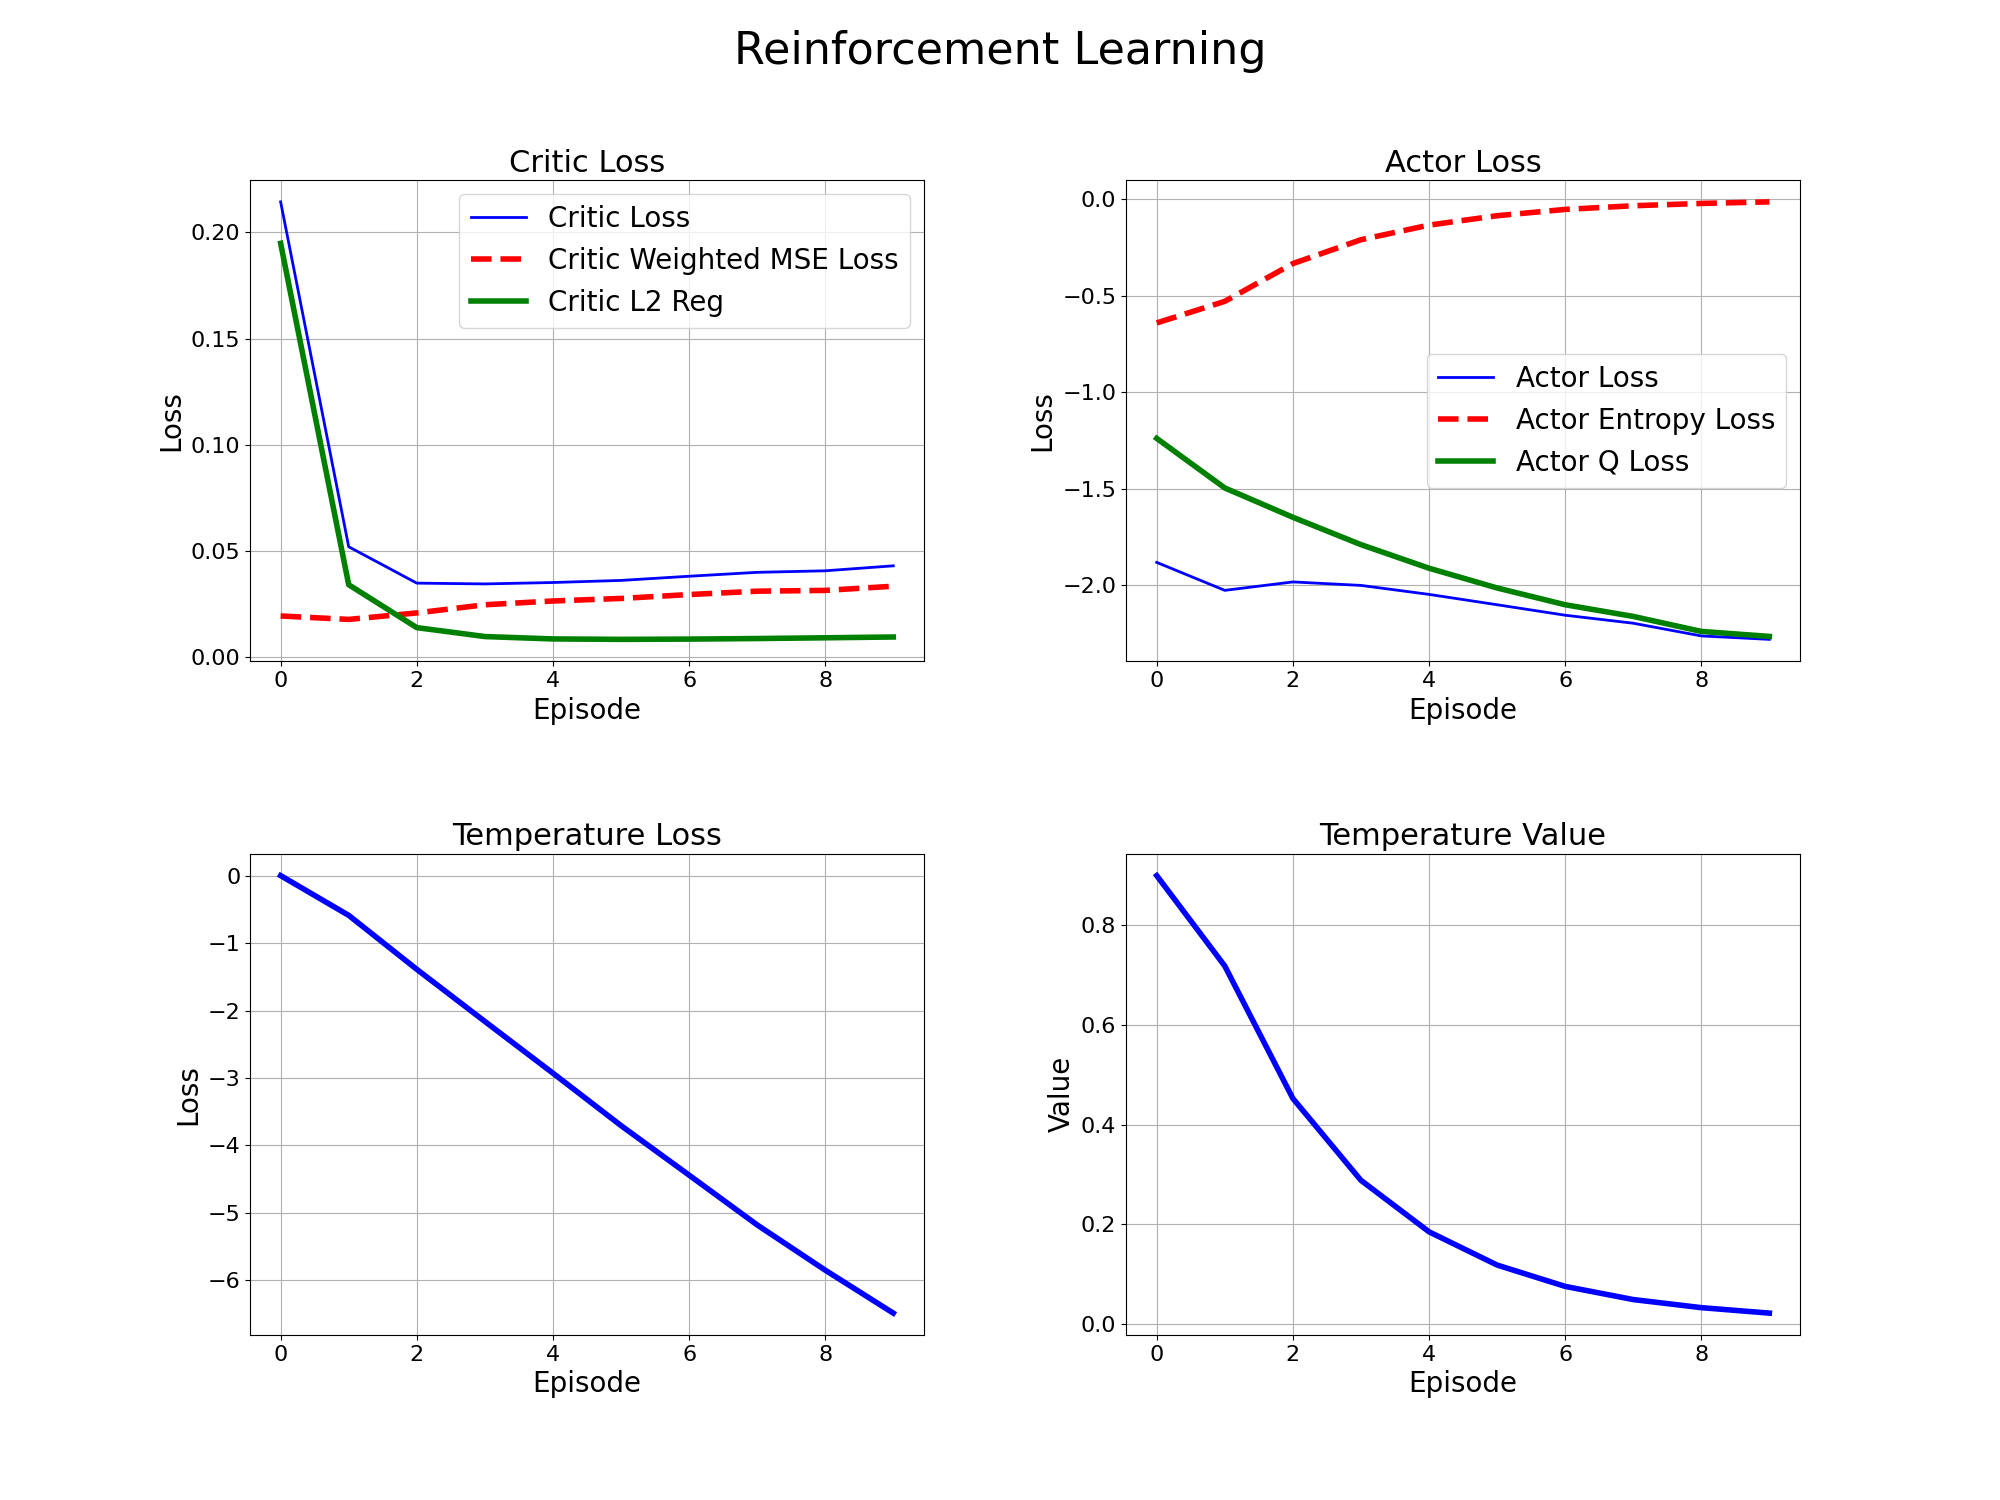 Reinforcement Learning
Critic Loss
Critic Loss
Critic Weighted MSE Loss
Critic L2 Reg
Loss
0.20
0.15
0.10
0.05
0.00
0 2 4 6 8
Episode
Actor Loss
Actor Loss
Actor Entropy Loss
Actor Q Loss
Loss
0.0
−0.5
−1.0
−1.5
−2.0
0 2 4 6 8
Episode
Temperature Loss
Loss
0
−1
−2
−3
−4
−5
−6
0 2 4 6 8
Episode
Temperature Value
Value
0.8
0.6
0.4
0.2
0.0
0 2 4 6 8
Episode